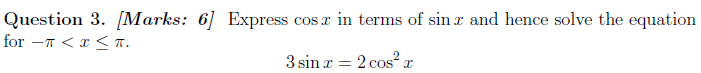 Question 3. [Marks: 6] Express cos x in terms of sin x and hence solve the equation
for −π < x ≤ π.
3 sin x = 2 cos² x